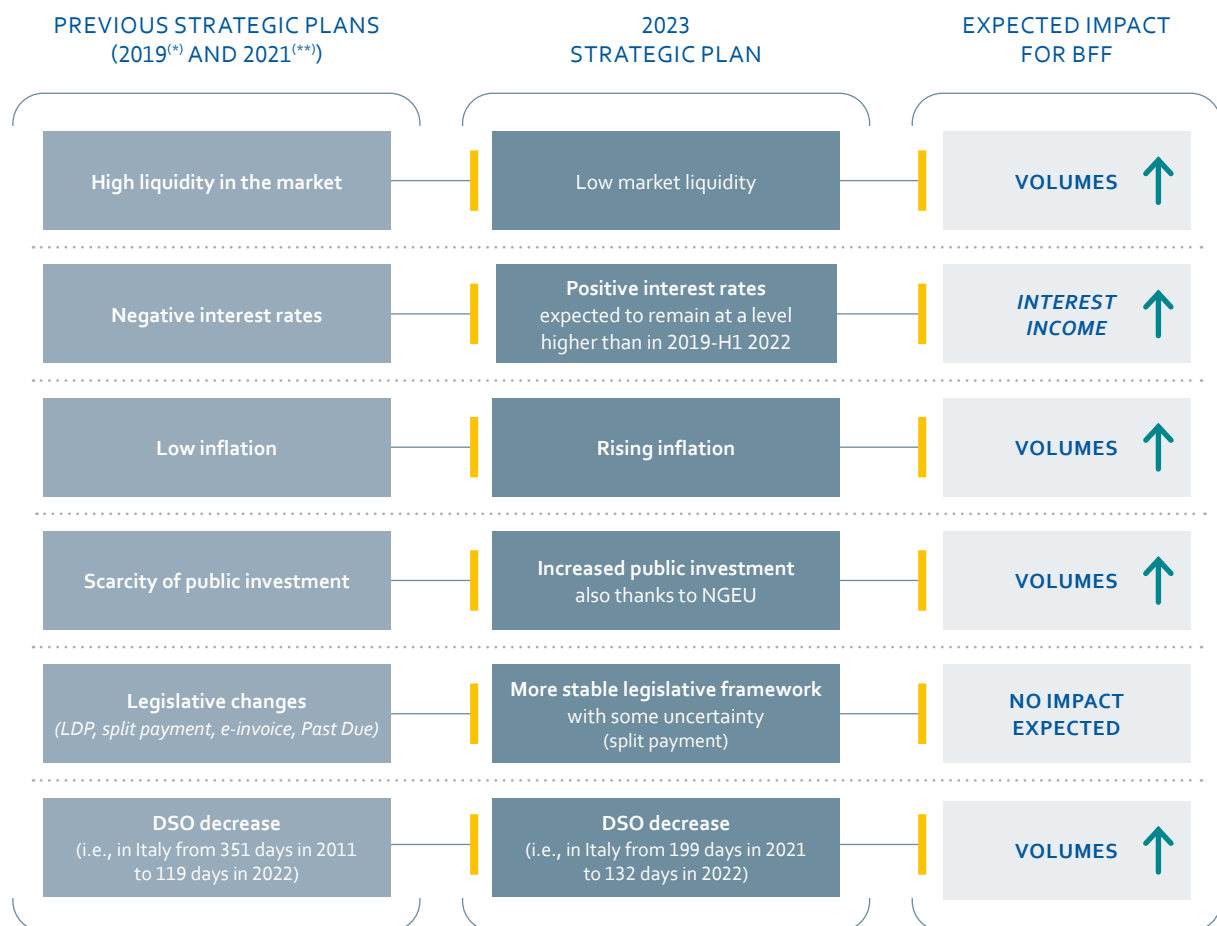 PREVIOUS STRATEGIC PLANS
(2019(*) AND 2021(**))
2023
STRATEGIC PLAN
EXPECTED IMPACT
FOR BFF
High liquidity in the market
Low market liquidity
VOLUMES
Negative interest rates
Positive interest rates
expected to remain at a level
higher than in 2019-H1 2022
INTEREST
INCOME
Low inflation
Rising inflation
VOLUMES
Scarcity of public investment
Increased public investment
also thanks to NGEU
VOLUMES
Legislative changes
(LDP, split payment, e-invoice, Past Due)
More stable legislative framework
with some uncertainty
(split payment)
NO IMPACT
EXPECTED
DSO decrease
(i.e., in Italy from 351 days in 2011
to 119 days in 2022)
DSO decrease
(i.e., in Italy from 199 days in 2021
to 132 days in 2022)
VOLUMES